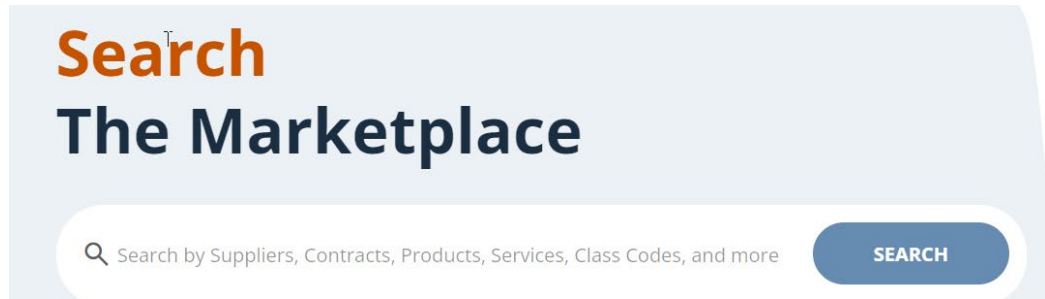 Search
The Marketplace
Search by Suppliers, Contracts, Products, Services, Class Codes, and more
SEARCH